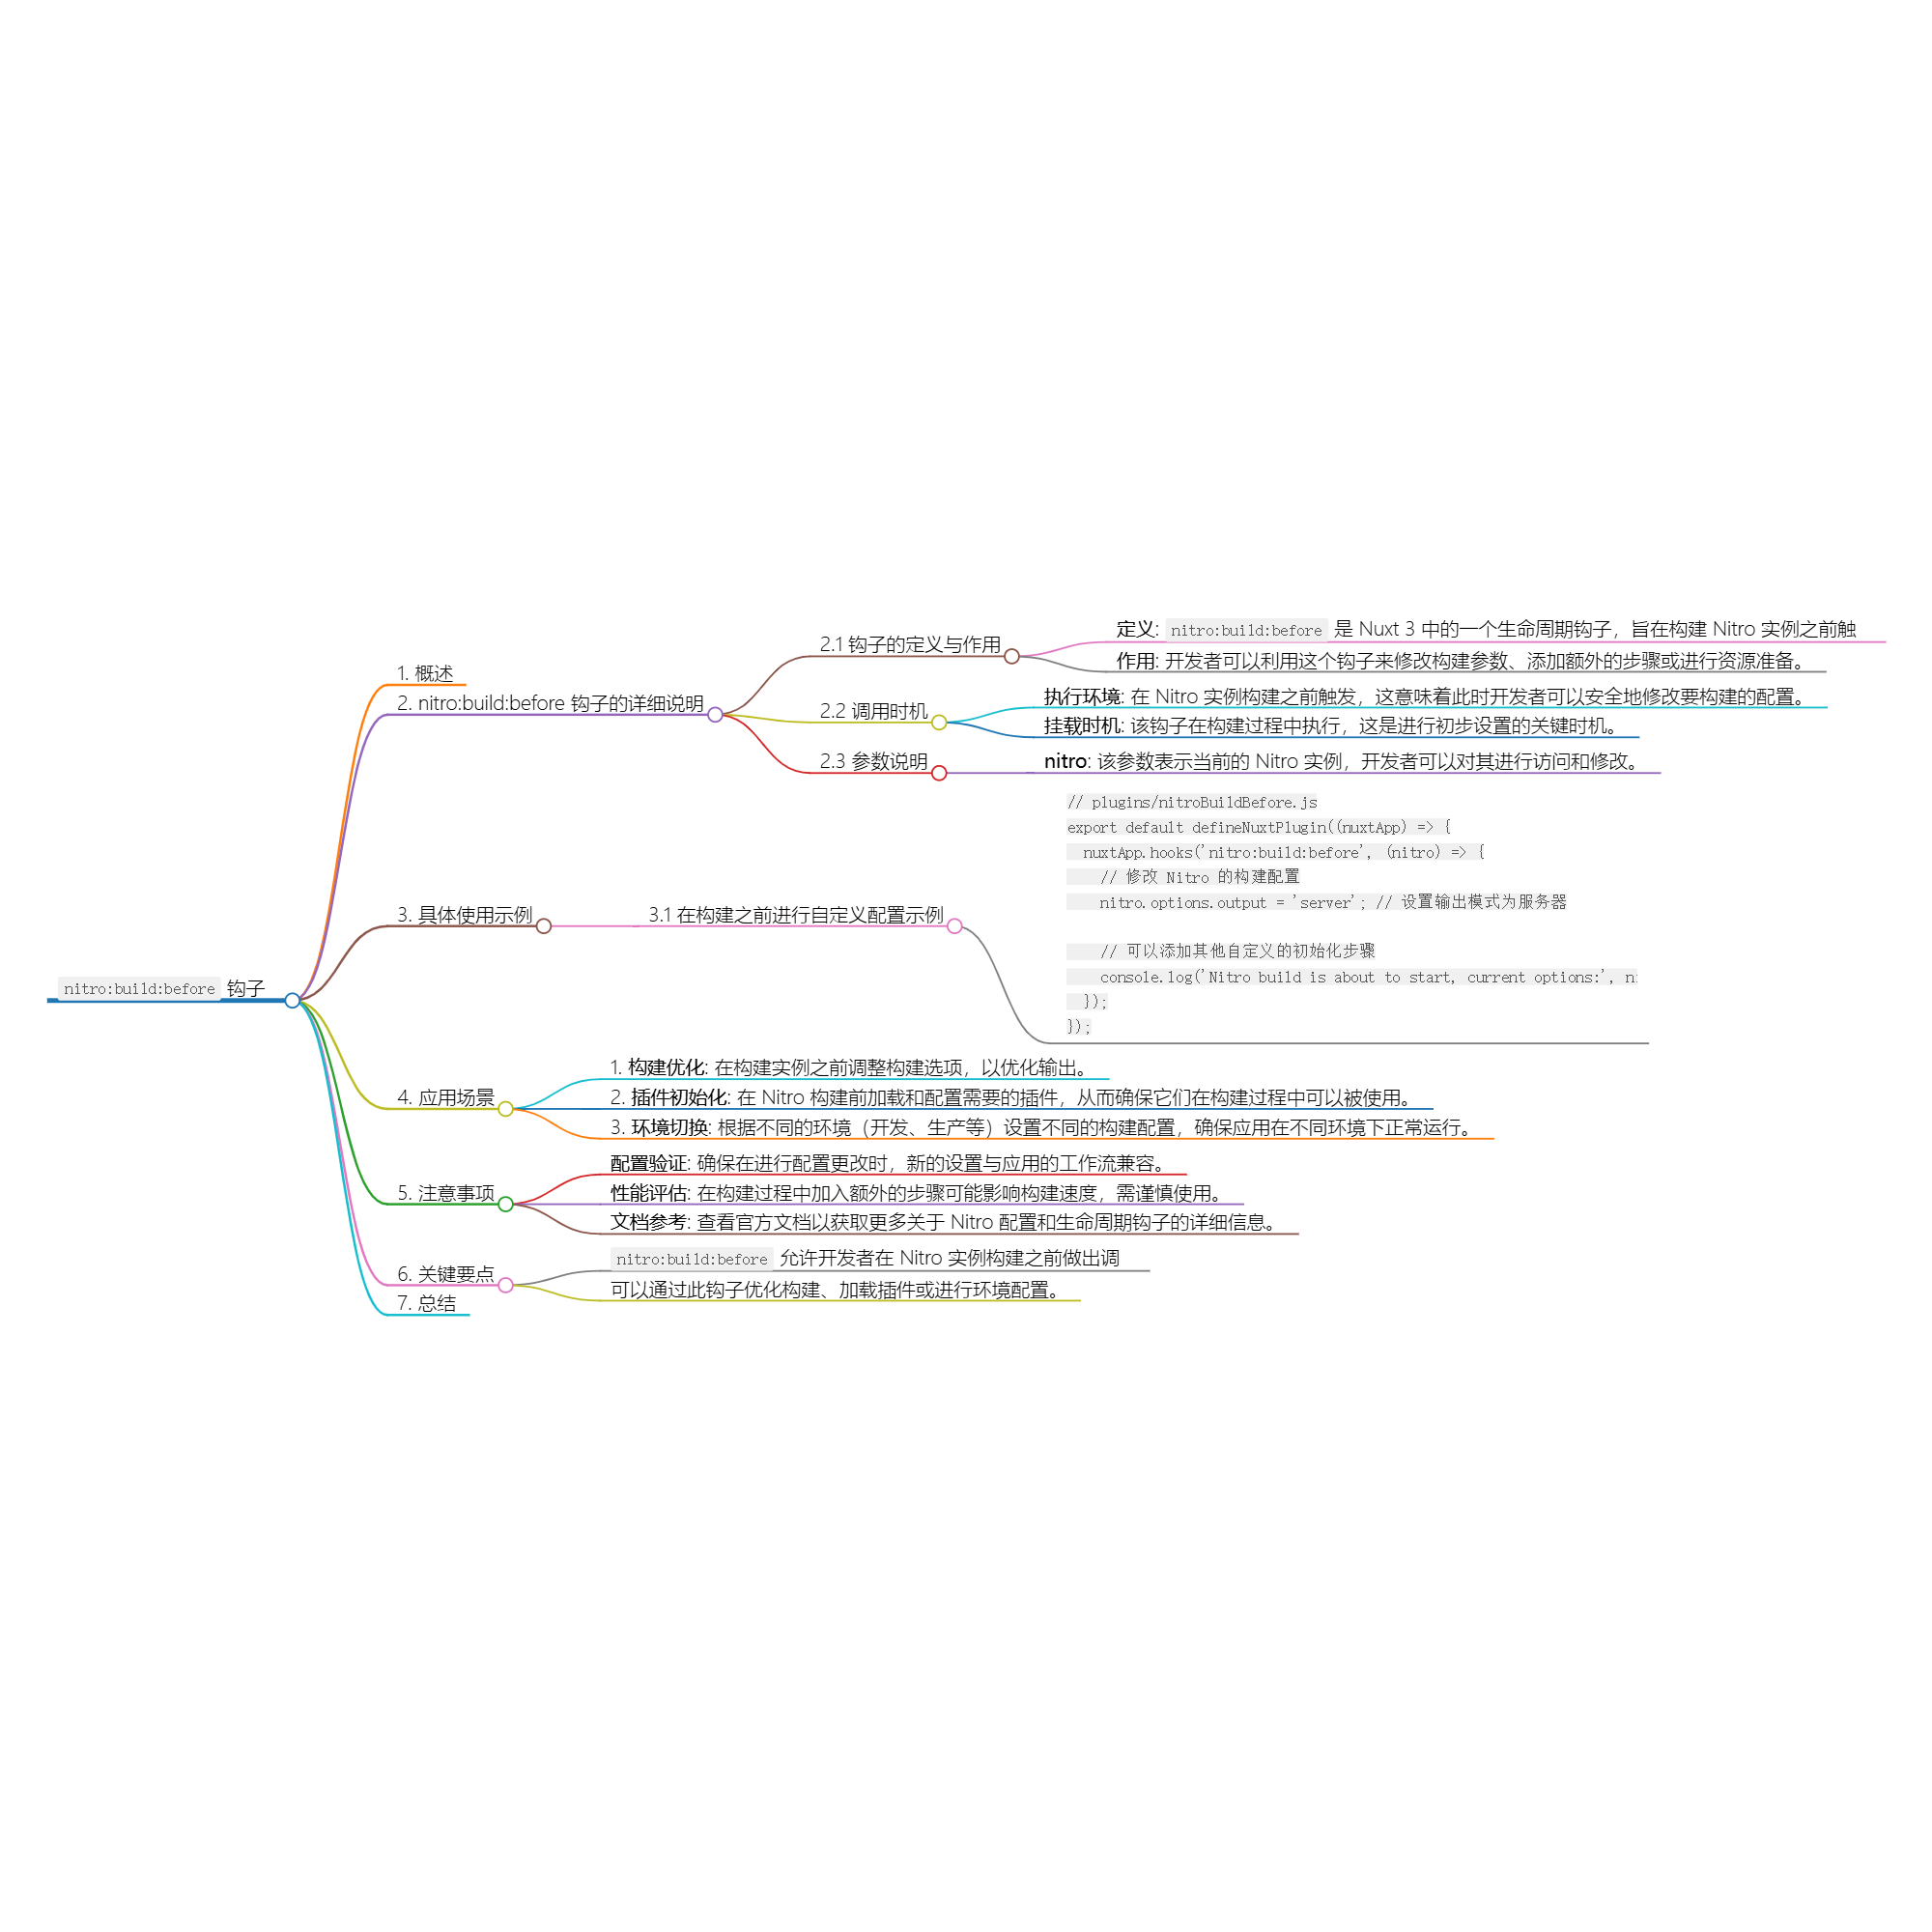 nitro:build:before 钩子
1. 概述
2. nitro:build:before 钩子的详细说明
2.1 钩子的定义与作用
定义: nitro:build:before 是 Nuxt 3 中的一个生命周期钩子，旨在构建 Nitro 实例之前触
作用: 开发者可以利用这个钩子来修改构建参数、添加额外的步骤或进行资源准备。
2.2 调用时机
执行环境: 在 Nitro 实例构建之前触发，这意味着此时开发者可以安全地修改要构建的配置。
挂载时机: 该钩子在构建过程中执行，这是进行初步设置的关键时机。
2.3 参数说明
nitro: 该参数表示当前的 Nitro 实例，开发者可以对其进行访问和修改。
3. 具体使用示例
3.1 在构建之前进行自定义配置示例
// plugins/nitroBuildBefore.js
export default defineNuxtPlugin((nuxtApp) => {
  nuxtApp.hooks('nitro:build:before', (nitro) => {
    // 修改 Nitro 的构建配置
    nitro.options.output = 'server'; // 设置输出模式为服务器
    // 可以添加其他自定义的初始化步骤
    console.log('Nitro build is about to start, current options:', n
  });
});
4. 应用场景
1. 构建优化: 在构建实例之前调整构建选项，以优化输出。
2. 插件初始化: 在 Nitro 构建前加载和配置需要的插件，从而确保它们在构建过程中可以被使用。
3. 环境切换: 根据不同的环境（开发、生产等）设置不同的构建配置，确保应用在不同环境下正常运行。
5. 注意事项
配置验证: 确保在进行配置更改时，新的设置与应用的工作流兼容。
性能评估: 在构建过程中加入额外的步骤可能影响构建速度，需谨慎使用。
文档参考: 查看官方文档以获取更多关于 Nitro 配置和生命周期钩子的详细信息。
6. 关键要点
nitro:build:before 允许开发者在 Nitro 实例构建之前做出调
可以通过此钩子优化构建、加载插件或进行环境配置。
7. 总结